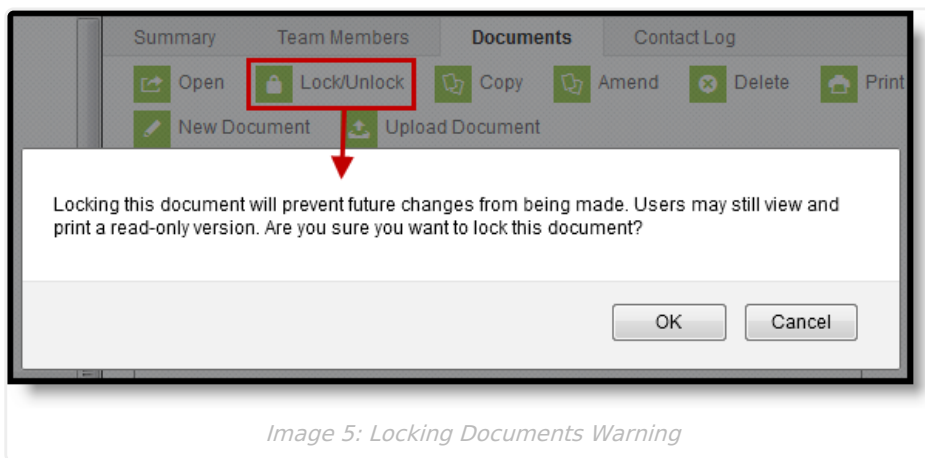 Summary Team Members Documents Contact Log
Open Lock/Unlock Copy Amend Delete Print
New Document Upload Document
Locking this document will prevent future changes from being made. Users may still view and
print a read-only version. Are you sure you want to lock this document?
OK Cancel
Image 5: Locking Documents Warning